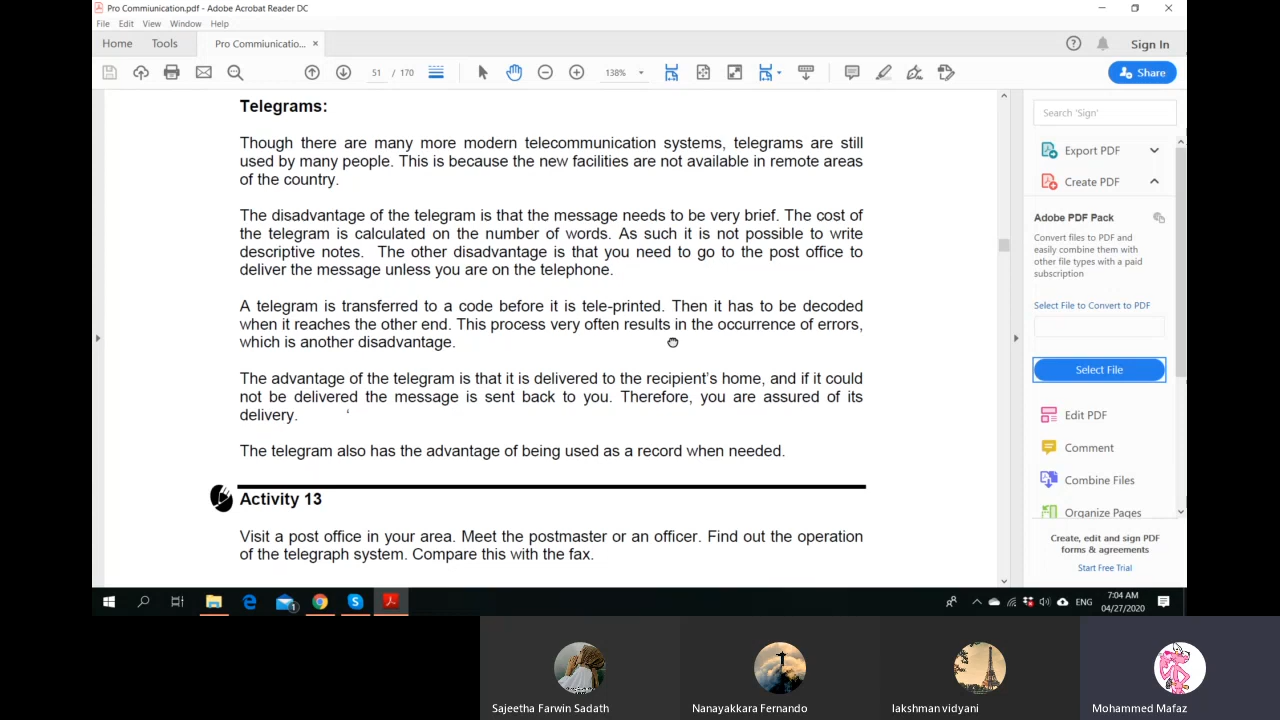 Pro Commiunication.pdf - Adobe Acrobat Reader DC
File Edit View Window Help
Home Tools Pro Commiunicatio... ×
Sign In
51 / 170 138% Share
Telegrams:
Though there are many more modern telecommunication systems, telegrams are still
used by many people. This is because the new facilities are not available in remote areas
of the country.
The disadvantage of the telegram is that the message needs to be very brief. The cost of
the telegram is calculated on the number of words. As such it is not possible to write
descriptive notes. The other disadvantage is that you need to go to the post office to
deliver the message unless you are on the telephone.
A telegram is transferred to a code before it is tele-printed. Then it has to be decoded
when it reaches the other end. This process very often results in the occurrence of errors,
which is another disadvantage.
The advantage of the telegram is that it is delivered to the recipient's home, and if it could
not be delivered the message is sent back to you. Therefore, you are assured of its
delivery.
The telegram also has the advantage of being used as a record when needed.
Activity 13
Visit a post office in your area. Meet the postmaster or an officer. Find out the operation
of the telegraph system. Compare this with the fax.
Search 'Sign'
Export PDF
Create PDF
Adobe PDF Pack
Convert files to PDF and
easily combine them with
other file types with a paid
subscription
Select File to Convert to PDF
Select File
Edit PDF
Comment
Combine Files
Organize Pages
Create, edit and sign PDF
forms & agreements
Start Free Trial
1
ENG
7:04 AM
04/27/2020
Sajeetha Farwin Sadath
Nanayakkara Fernando
lakshman vidyani
Mohammed Mafaz